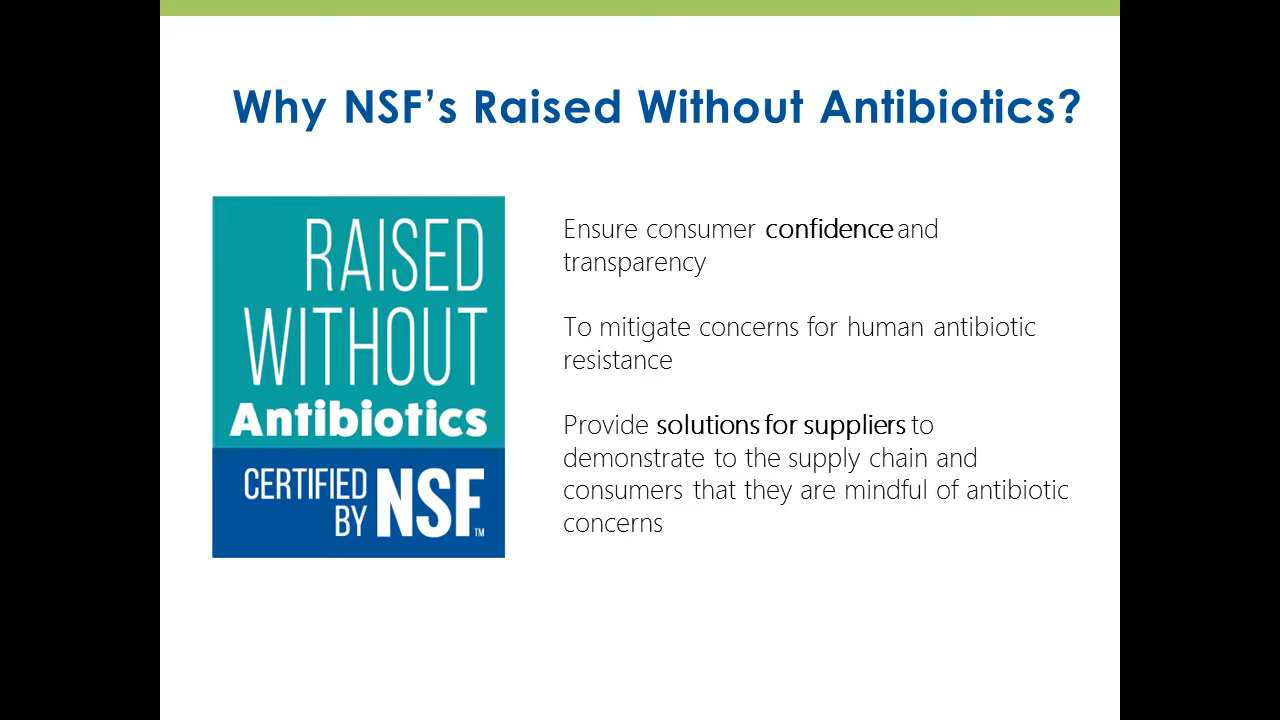 Why NSF’s Raised Without Antibiotics?
RAISED
WITHOUT
Antibiotics
CERTIFIED
BY
NSF™
Ensure consumer confidence and
transparency
To mitigate concerns for human antibiotic
resistance
Provide solutions for suppliers to
demonstrate to the supply chain and
consumers that they are mindful of antibiotic
concerns